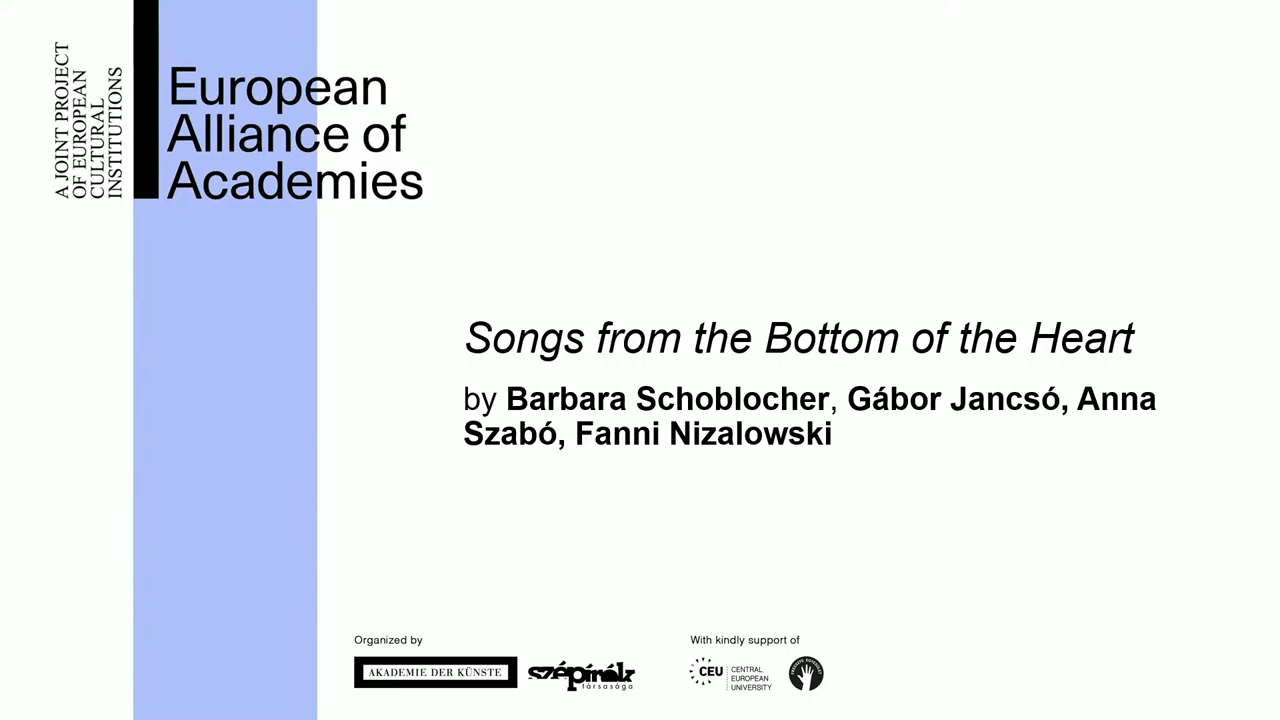 A JOINT PROJECT
OF EUROPEAN
CULTURAL
INSTITUTIONS
European
Alliance of
Academies
Songs from the Bottom of the Heart
by Barbara Schoblocher, Gábor Jancsó, Anna
Szabó, Fanni Nizalowski
Organized by
With kindly support of
AKADEMIE DER KÜNSTE
szépírók
társasága
CEU
CENTRAL
EUROPEAN
UNIVERSITY